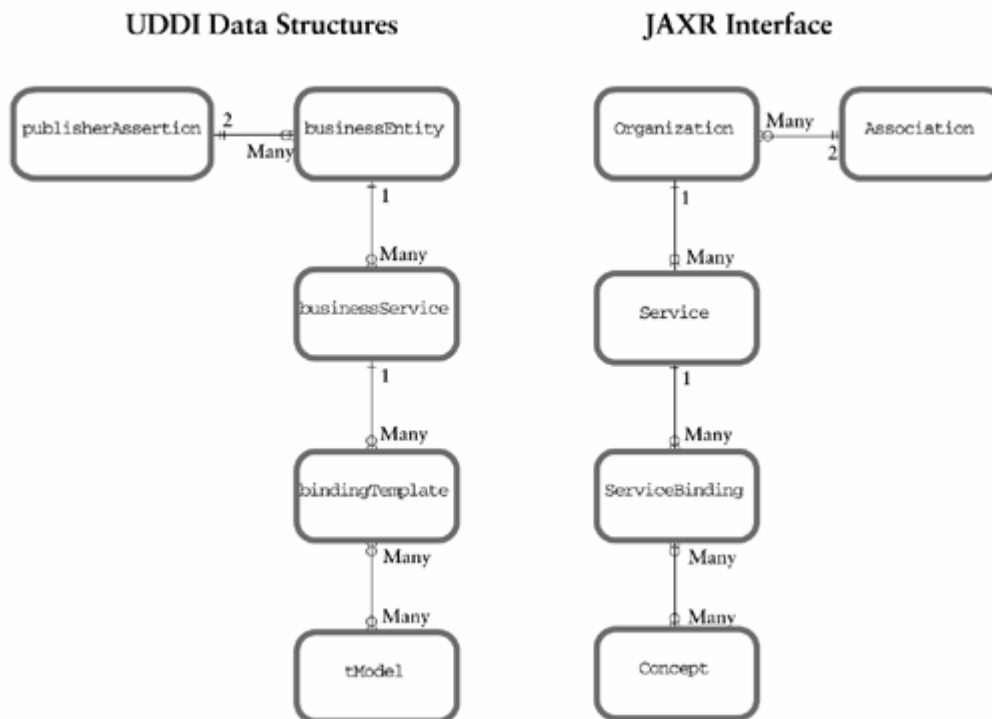 UDDI Data Structures
JAXR Interface
publisherAssertion
2
Many
businessEntity
Organization
Many
2
Association
1
1
Many
Many
businessService
Service
1
1
Many
Many
bindingTemplate
ServiceBinding
Many
Many
Many
Many
tModel
Concept